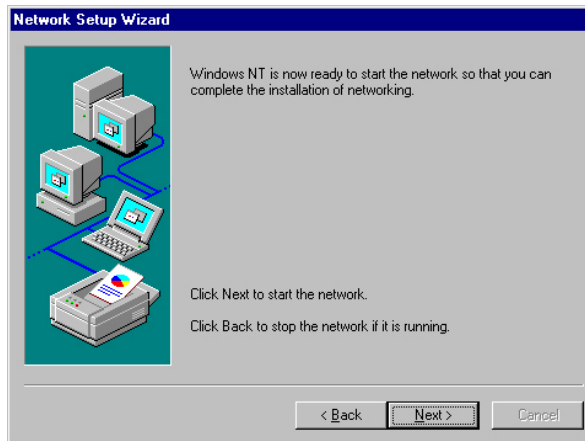 Network Setup Wizard
Windows NT is now ready to start the network so that you can
complete the installation of networking.
Click Next to start the network.
Click Back to stop the network if it is running.
< Back
Next >
Cancel